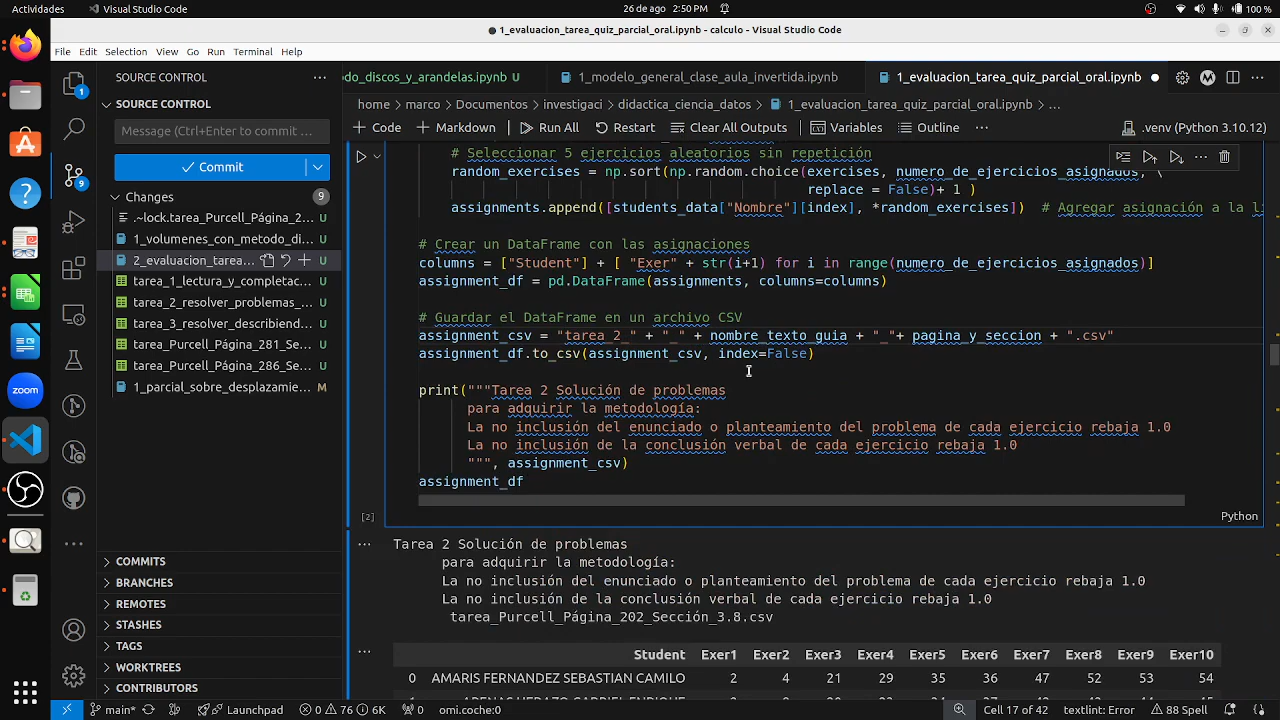 Actividades
Visual Studio Code
26 de ago 2:50 PM
100 %
1_evaluacion_tarea_quiz_parcial_oral.ipynb - calculo - Visual Studio Code
File Edit Selection View Go Run Terminal Help
SOURCE CONTROL
odo_discos_y_arandelas.ipynb U
1_modelo_general_clase_aula_invertida.ipynb
1_evaluacion_tarea_quiz_parcial_oral.ipynb
SOURCE CONTROL
home > marco > Documentos > investigaci > didactica_ciencia_datos > 1_evaluacion_tarea_quiz_parcial_oral.ipynb > ...
Message (Ctrl+Enter to commit ...
+ Code + Markdown Run All Restart Clear All Outputs Variables Outline ... .venv (Python 3.10.12)
Commit
Changes 9
.~lock.tarea_Purcell_Página_2... U
1_volumenes_con_metodo_di... U
2_evaluacion_tarea... U
tarea_1_lectura_y_completac... U
tarea_2_resolver_problemas_... U
tarea_3_resolver_describiend... U
tarea_Purcell_Página_281_Se... U
tarea_Purcell_Página_286_Se... U
1_parcial_sobre_desplazamie... M
COMMITS
BRANCHES
REMOTES
STASHES
TAGS
WORKTREES
CONTRIBUTORS
# Seleccionar 5 ejercicios aleatorios sin repetición
random_exercises = np.sort(np.random.choice(exercises, numero_de_ejercicios_asignados, \
replace = False)+ 1 )
assignments.append([students_data["Nombre"][index], *random_exercises]) # Agregar asignación a la li
# Crear un DataFrame con las asignaciones
columns = ["Student"] + [ "Exer" + str(i+1) for i in range(numero_de_ejercicios_asignados)]
assignment_df = pd.DataFrame(assignments, columns=columns)
# Guardar el DataFrame en un archivo CSV
assignment_csv = "tarea_2_" + "_" + nombre_texto_guia + "_"+ pagina_y_seccion + ".csv"
assignment_df.to_csv(assignment_csv, index=False)
print("""Tarea 2 Solución de problemas
para adquirir la metodología:
La no inclusión del enunciado o planteamiento del problema de cada ejercicio rebaja 1.0
La no inclusión de la conclusión verbal de cada ejercicio rebaja 1.0
""", assignment_csv)
assignment_df
[2]
Python
Tarea 2 Solución de problemas
para adquirir la metodología:
La no inclusión del enunciado o planteamiento del problema de cada ejercicio rebaja 1.0
La no inclusión de la conclusión verbal de cada ejercicio rebaja 1.0
tarea_Purcell_Página_202_Sección_3.8.csv
Student Exer1 Exer2 Exer3 Exer4 Exer5 Exer6 Exer7 Exer8 Exer9 Exer10
0 AMARIS FERNANDEZ SEBASTIAN CAMILO 2 4 21 29 35 36 47 52 53 54
zoom
main* Launchpad 0 76 6K 0 omi.coche:0 Cell 17 of 42 textlint: Error 88 Spell